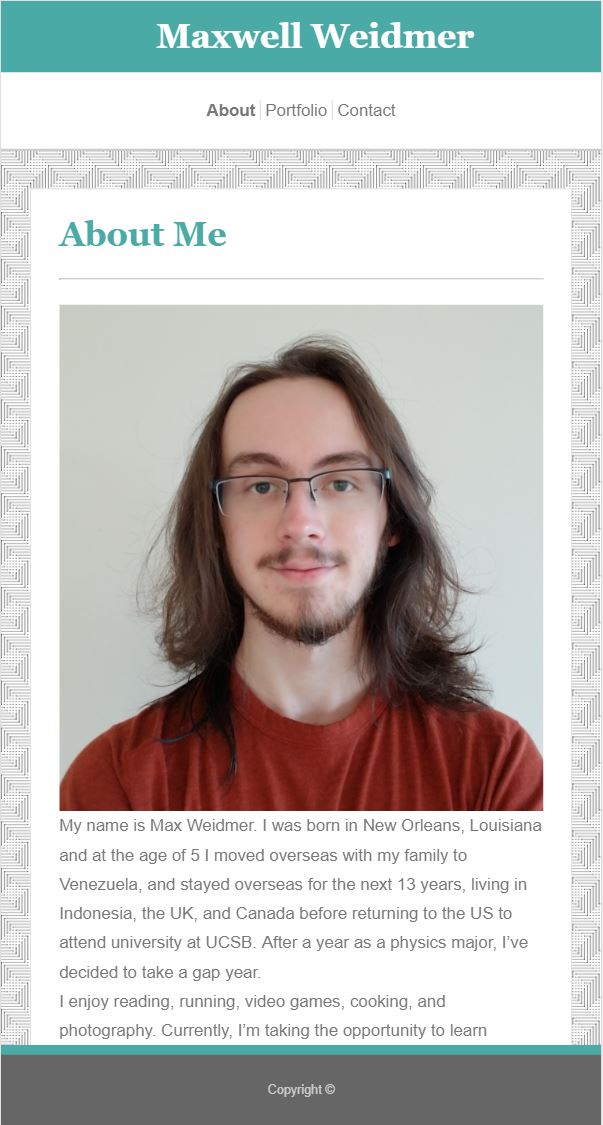 Maxwell Weidmer
About Portfolio Contact
About Me
My name is Max Weidmer. I was born in New Orleans, Louisiana
and at the age of 5 I moved overseas with my family to
Venezuela, and stayed overseas for the next 13 years, living in
Indonesia, the UK, and Canada before returning to the US to
attend university at UCSB. After a year as a physics major, I’ve
decided to take a gap year.
I enjoy reading, running, video games, cooking, and
photography. Currently, I’m taking the opportunity to learn
Copyright ©